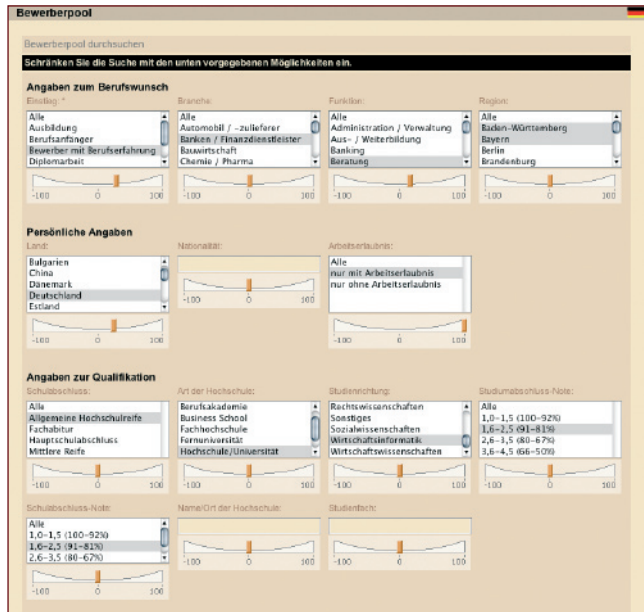 Bewerberpool
Bewerberpool durchsuchen
Schränken Sie die Suche mit den unten vorgegebenen Möglichkeiten ein.
Angaben zum Berufswunsch
Einstieg: * Branche: Funktion: Region:
Alle Alle Alle Alle
Ausbildung Automobil / -zulieferer Administration / Verwaltung Baden-Württemberg
Berufsanfänger Banken / Finanzdienstleister Aus- / Weiterbildung Bayern
Bewerber mit Berufserfahrung Bauwirtschaft Banking Berlin
Diplomarbeit Chemie / Pharma Beratung Brandenburg
-100 0 100 -100 0 100 -100 0 100 -100 0 100
Persönliche Angaben
Land: Nationalität: Arbeitserlaubnis:
Bulgarien Alle
China nur mit Arbeitserlaubnis
Dänemark nur ohne Arbeitserlaubnis
Deutschland
Estland
-100 0 100 -100 0 100 -100 0 100
Angaben zur Qualifikation
Schulabschluss: Art der Hochschule: Studienrichtung: Studiumabschluss-Note:
Alle Berufsakademie Rechtswissenschaften Alle
Allgemeine Hochschulreife Business School Sonstiges 1,0-1,5 (100-92%)
Fachabitur Fachhochschule Sozialwissenschaften 1,6-2,5 (91-81%)
Hauptschulabschluss Fernuniversität Wirtschaftsinformatik 2,6-3,5 (80-67%)
Mittlere Reife Hochschule/Universität Wirtschaftswissenschaften 3,6-4,5 (66-50%)
-100 0 100 -100 0 100 -100 0 100 -100 0 100
Schulabschluss-Note: Name/Ort der Hochschule: Studienfach:
Alle
1,0-1,5 (100-92%)
1,6-2,5 (91-81%)
2,6-3,5 (80-67%)
-100 0 100 -100 0 100 -100 0 100